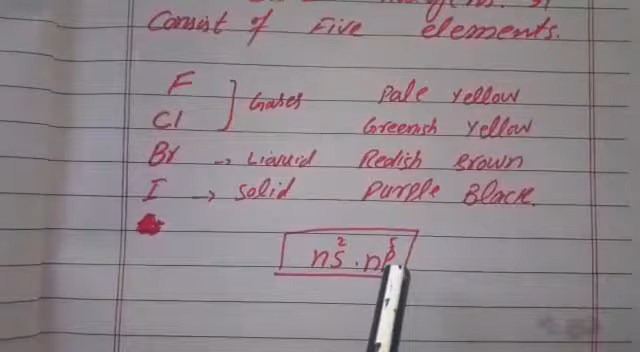 Consist of Five elements.
F } Gases Pale Yellow
Cl Greenish Yellow
Br → Liquid Redish Brown
I → Solid Purple Black.
ns². np⁵